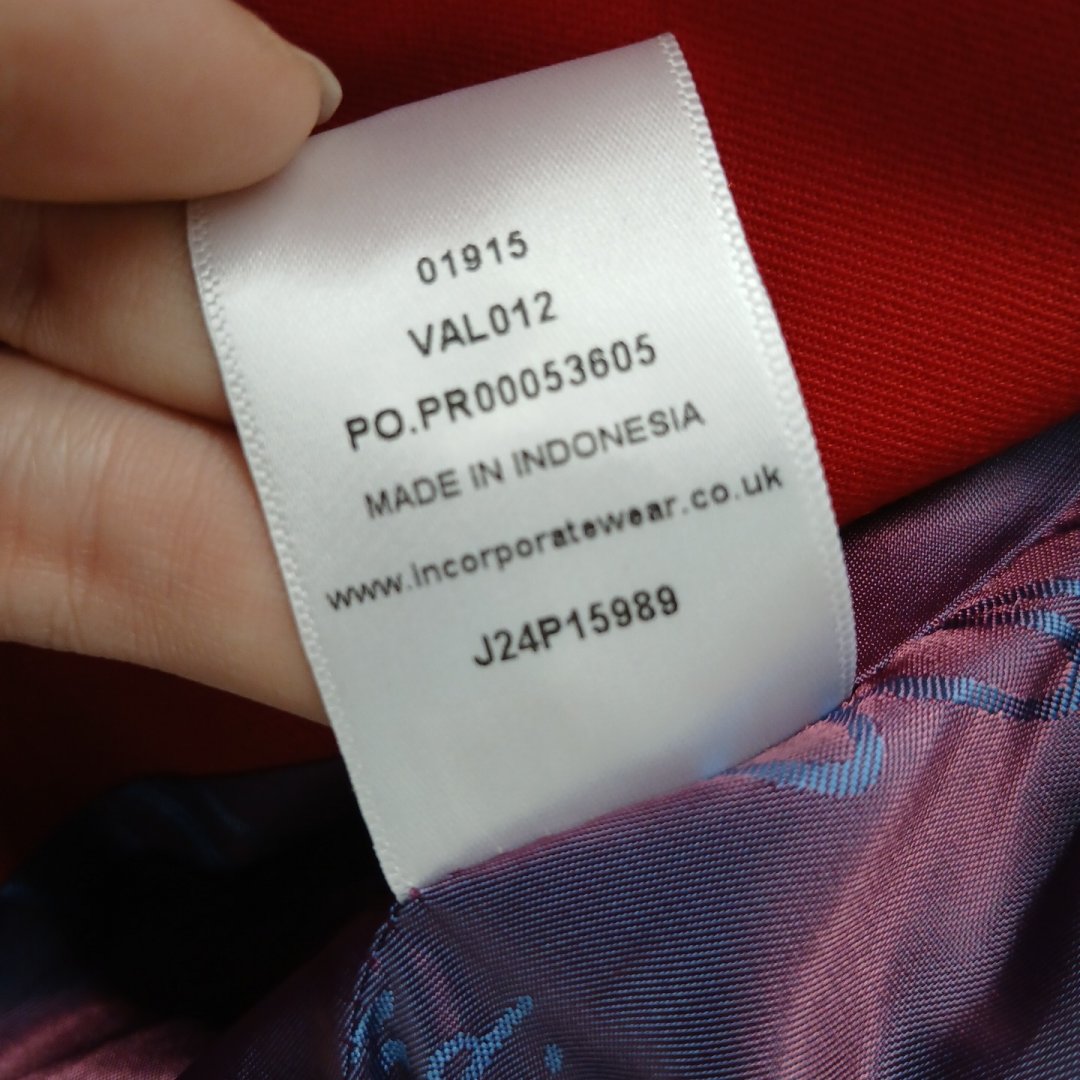 01915
VAL012
PO.PR00053605
MADE IN INDONESIA
www.incorporatewear.co.uk
J24P15989